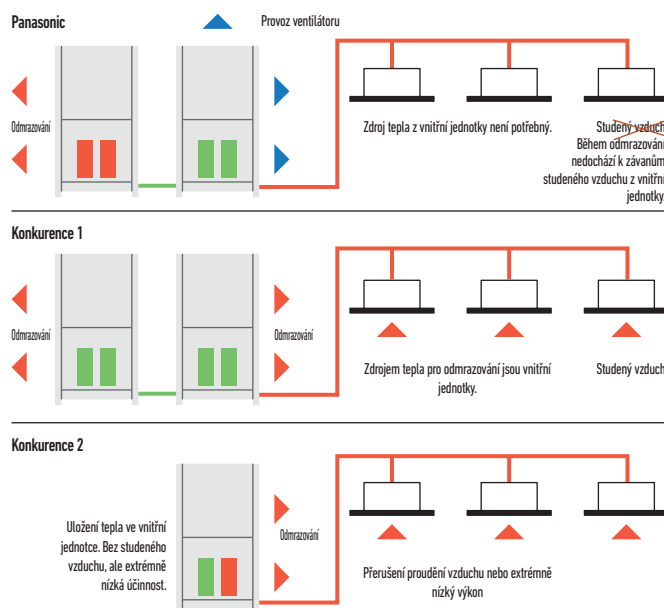 Panasonic
Provoz ventilátoru
Odmrazování
Zdroj tepla z vnitřní jednotky není potřebný.
Studený vzduch
Během odmrazování
nedochází k závanům
studeného vzduchu z vnitřní
jednotky.
Konkurence 1
Odmrazování
Odmrazování
Zdrojem tepla pro odmrazování jsou vnitřní
jednotky.
Studený vzduch
Konkurence 2
Uložení tepla ve vnitřní
jednotce. Bez studeného
vzduchu, ale extrémně
nízká účinnost.
Odmrazování
Přerušení proudění vzduchu nebo extrémně
nízký výkon